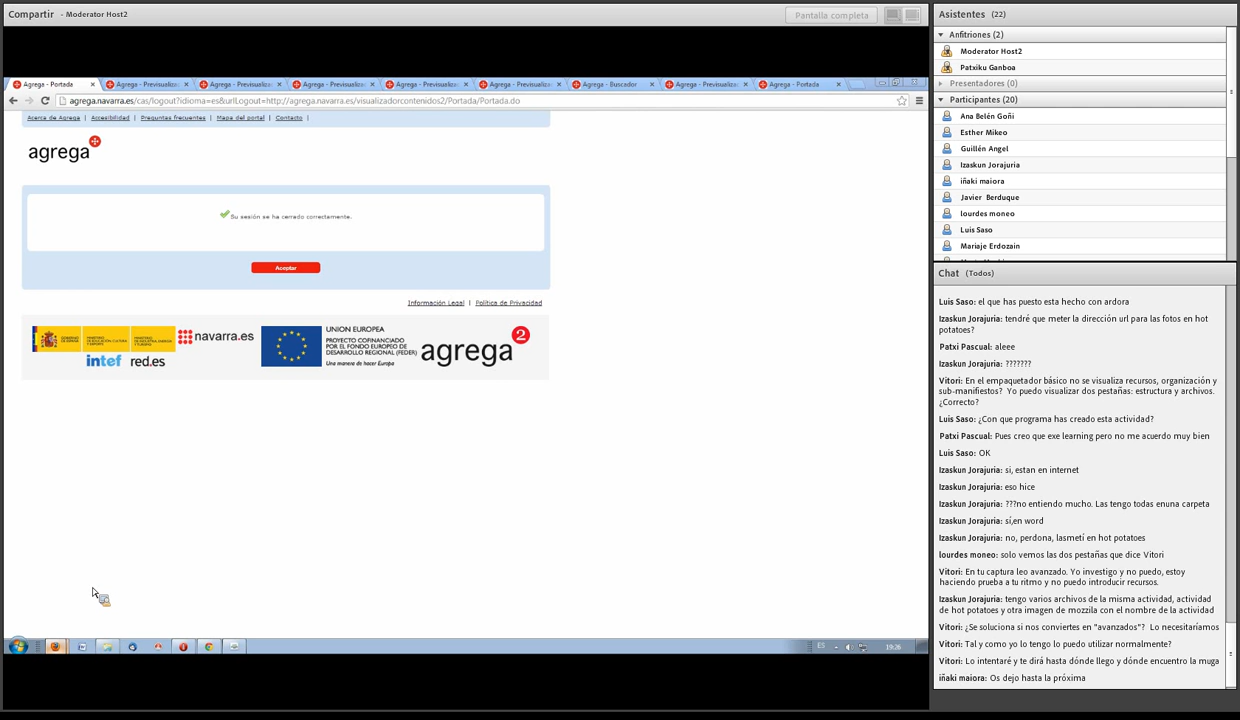 Compartir - Moderator Host2
Pantalla completa
Agrega - Portada
Agrega - Previsualiza
Agrega - Previsualiza
Agrega - Previsualiza
Agrega - Previsualiza
Agrega - Previsualiza
Agrega - Buscador
Agrega - Previsualiza
Agrega - Portada
agrega.navarra.es/cas/logout?idioma=es&urlLogout=http://agrega.navarra.es/visualizadorcontenidos2/Portada/Portada.do
Acerca de Agrega | Accesibilidad | Preguntas frecuentes | Mapa del portal | Contacto |
agrega
Su sesión se ha cerrado correctamente.
Aceptar
Información Legal | Política de Privacidad
navarra.es
intef red.es
UNION EUROPEA
PROYECTO COFINANCIADO
POR EL FONDO EUROPEO DE
DESARROLLO REGIONAL (FEDER)
Una manera de hacer Europa
agrega 2
ES
19:26
Asistentes (22)
Anfitriones (2)
Moderator Host2
Patxiku Ganboa
Presentadores (0)
Participantes (20)
Ana Belén Goñi
Esther Mikeo
Guillén Angel
Izaskun Jorajuria
iñaki maiora
Javier Berduque
lourdes moneo
Luis Saso
Mariaje Erdozain
Chat (Todos)
Luis Saso: el que has puesto esta hecho con ardora
Izaskun Jorajuria: tendré que meter la dirección url para las fotos en hot
potatoes?
Patxi Pascual: aleee
Izaskun Jorajuria: ???????
Vitori: En el empaquetador básico no se visualiza recursos, organización y
sub-manifiestos? Yo puedo visualizar dos pestañas: estructura y archivos.
¿Correcto?
Luis Saso: ¿Con que programa has creado esta actividad?
Patxi Pascual: Pues creo que exe learning pero no me acuerdo muy bien
Luis Saso: OK
Izaskun Jorajuria: si, estan en internet
Izaskun Jorajuria: eso hice
Izaskun Jorajuria: ???no entiendo mucho. Las tengo todas enuna carpeta
Izaskun Jorajuria: sí,en word
Izaskun Jorajuria: no, perdona, lasmetí en hot potatoes
lourdes moneo: solo vemos las dos pestañas que dice Vitori
Vitori: En tu captura leo avanzado. Yo investigo y no puedo, estoy
haciendo prueba a tu ritmo y no puedo introducir recursos.
Izaskun Jorajuria: tengo varios archivos de la misma actividad, actividad
de hot potatoes y otra imagen de mozzila con el nombre de la actividad
Vitori: ¿Se soluciona si nos conviertes en "avanzados"? Lo necesitaríamos
Vitori: Tal y como yo lo tengo lo puedo utilizar normalmente?
Vitori: Lo intentaré y te dirá hasta dónde llego y dónde encuentro la muga
iñaki maiora: Os dejo hasta la próxima